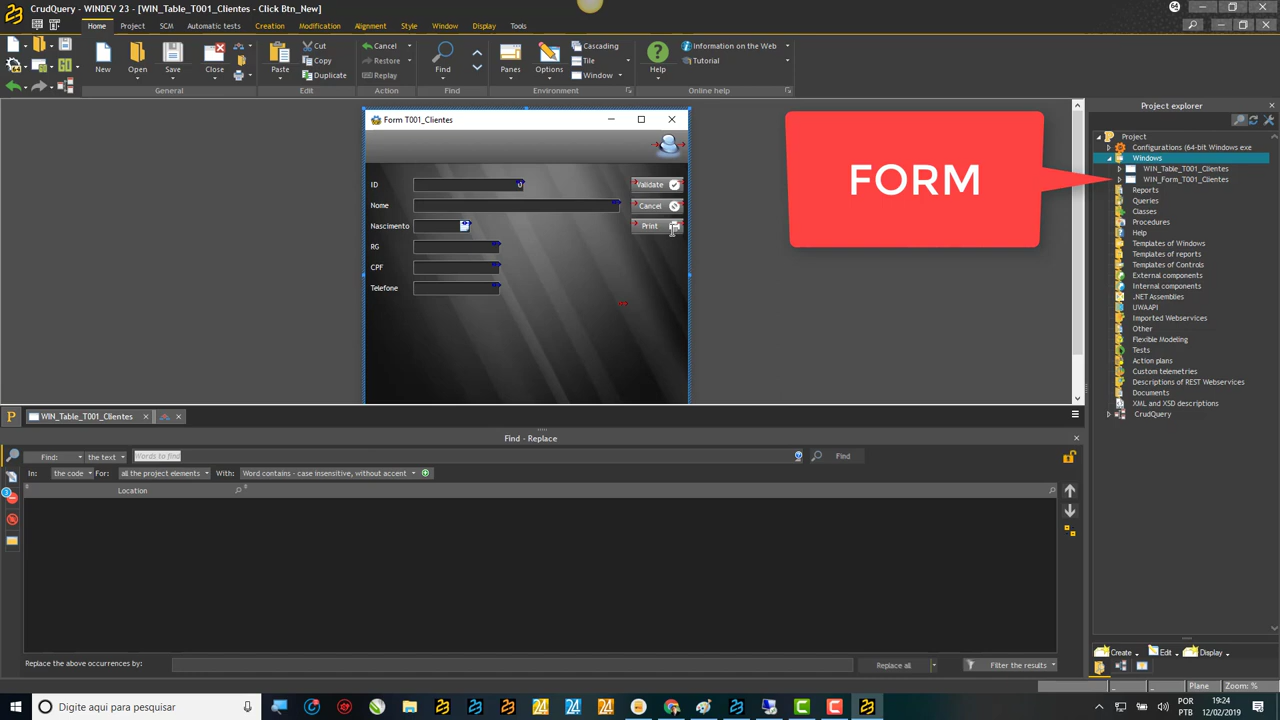 CrudQuery - WINDEV 23 - [WIN_Table_T001_Clientes - Click Btn_New]
64
Home Project SCM Automatic tests Creation Modification Alignment Style Window Display Tools
New Open Save Close
Paste
Cut
Copy
Duplicate
Cancel
Restore
Replay
Find
Panes Options
Cascading
Tile
Window
Help
Information on the Web
Tutorial
General Edit Action Find Environment Online help
GO
Form T001_Clientes
ID 0
Nome
Nascimento
RG
CPF
Telefone
Validate
Cancel
Print
FORM
Project explorer
Project
Configurations (64-bit Windows exe
Windows
WIN_Table_T001_Clientes
WIN_Form_T001_Clientes
Reports
Queries
Classes
Procedures
Help
Templates of Windows
Templates of reports
Templates of Controls
External components
Internal components
.NET Assemblies
UWAAPI
Imported Webservices
Other
Flexible Modeling
Tests
Action plans
Custom telemetries
Descriptions of REST Webservices
Documents
XML and XSD descriptions
CrudQuery
WIN_Table_T001_Clientes
Find - Replace
Find: the text Words to find Find
In: the code For: all the project elements With: Word contains - case insensitive, without accent
Location
Replace the above occurrences by: Replace all Filter the results
Create Edit Display
Plane Zoom: %
Digite aqui para pesquisar
24 24 24
POR
PTB
19:24
12/02/2019